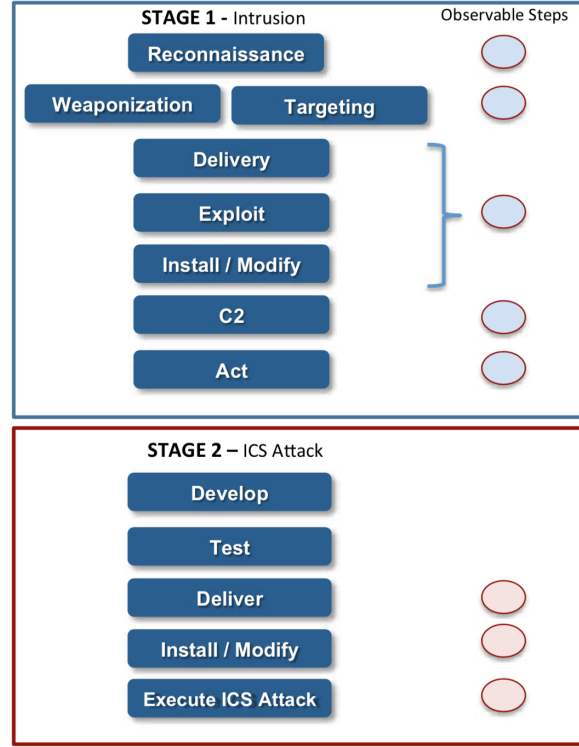 STAGE 1 - Intrusion
Observable Steps
Reconnaissance
Weaponization
Targeting
Delivery
Exploit
Install / Modify
C2
Act
STAGE 2 – ICS Attack
Develop
Test
Deliver
Install / Modify
Execute ICS Attack